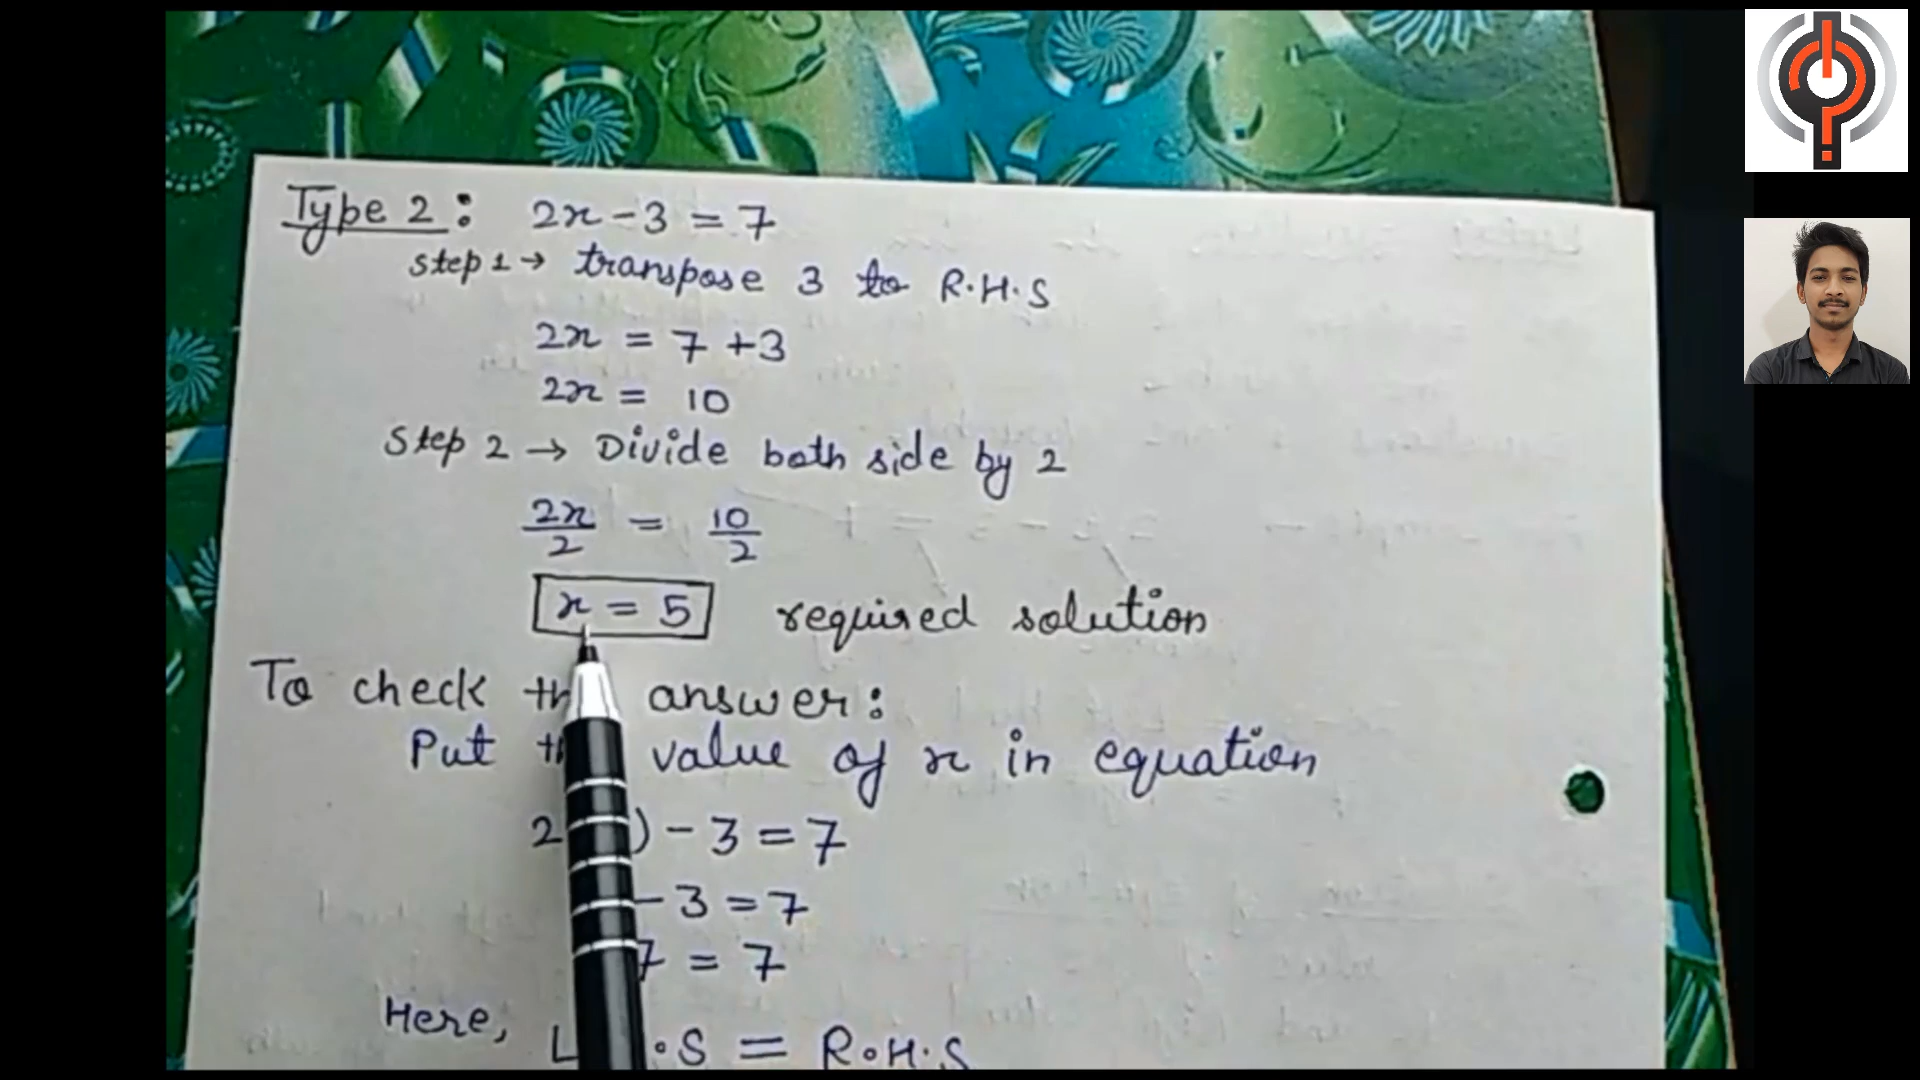 Type 2: 2x - 3 = 7
Step 1 → transpose 3 to R.H.S
2x = 7 + 3
2x = 10
Step 2 → Divide both side by 2
2x/2 = 10/2
x = 5 required solution
To check answer:
Put value of x in equation
2 ) - 3 = 7
- 3 = 7
7 = 7
Here, .S = R.H.S